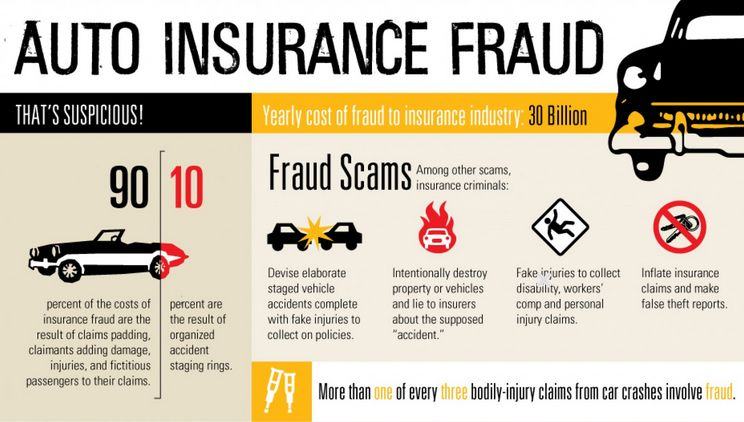 AUTO INSURANCE FRAUD
THAT'S SUSPICIOUS!
Yearly cost of fraud to insurance industry: 30 Billion
90
10
percent of the costs of
insurance fraud are the
result of claims padding,
claimants adding damage,
injuries, and fictitious
passengers to their claims.
percent are
the result of
organized
accident
staging rings.
Fraud Scams
Among other scams,
insurance criminals:
Devise elaborate
staged vehicle
accidents complete
with fake injuries to
collect on policies.
Intentionally destroy
property or vehicles
and lie to insurers
about the supposed
"accident."
Fake injuries to collect
disability, workers'
comp and personal
injury claims.
Inflate insurance
claims and make
false theft reports.
More than one of every three bodily-injury claims from car crashes involve fraud.